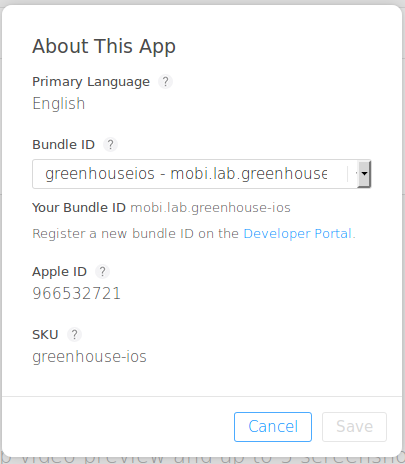 About This App
Primary Language ?
English
Bundle ID ?
greenhouseios - mobi.lab.greenhouse
Your Bundle ID mobi.lab.greenhouse-ios
Register a new bundle ID on the Developer Portal.
Apple ID ?
966532721
SKU ?
greenhouse-ios
Cancel Save
video preview and up to 5 screensho